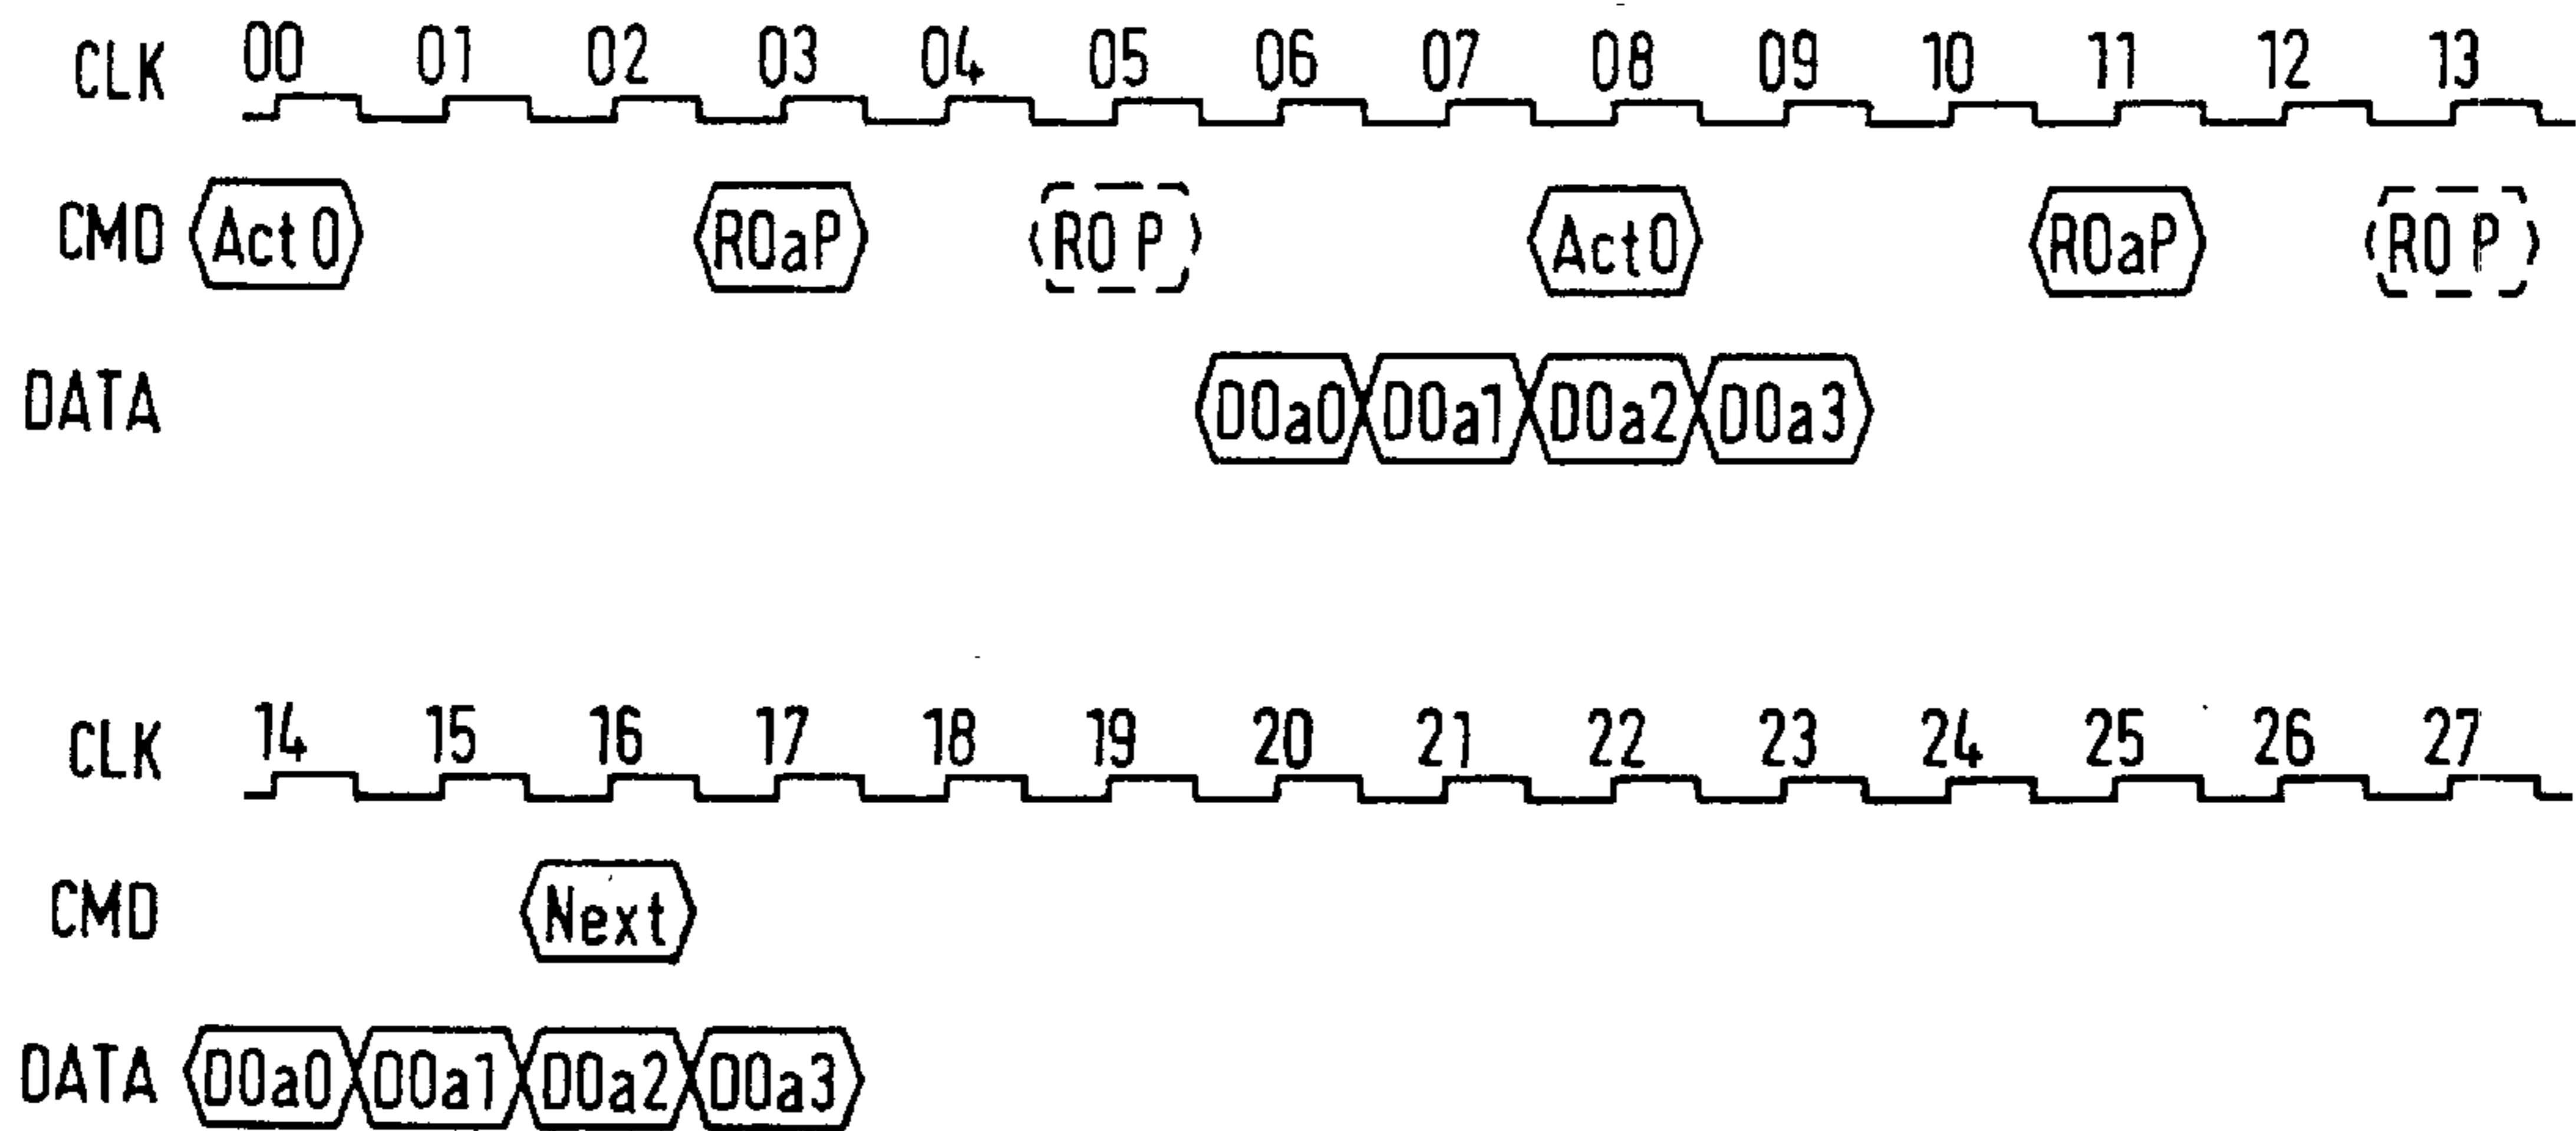 CLK 00 01 02 03 04 05 06 07 08 09 10 11 12 13
CMD Act 0 R0aP R0 P Act0 R0aP R0 P
DATA D0a0 D0a1 D0a2 D0a3
CLK 14 15 16 17 18 19 20 21 22 23 24 25 26 27
CMD Next
DATA D0a0 D0a1 D0a2 D0a3